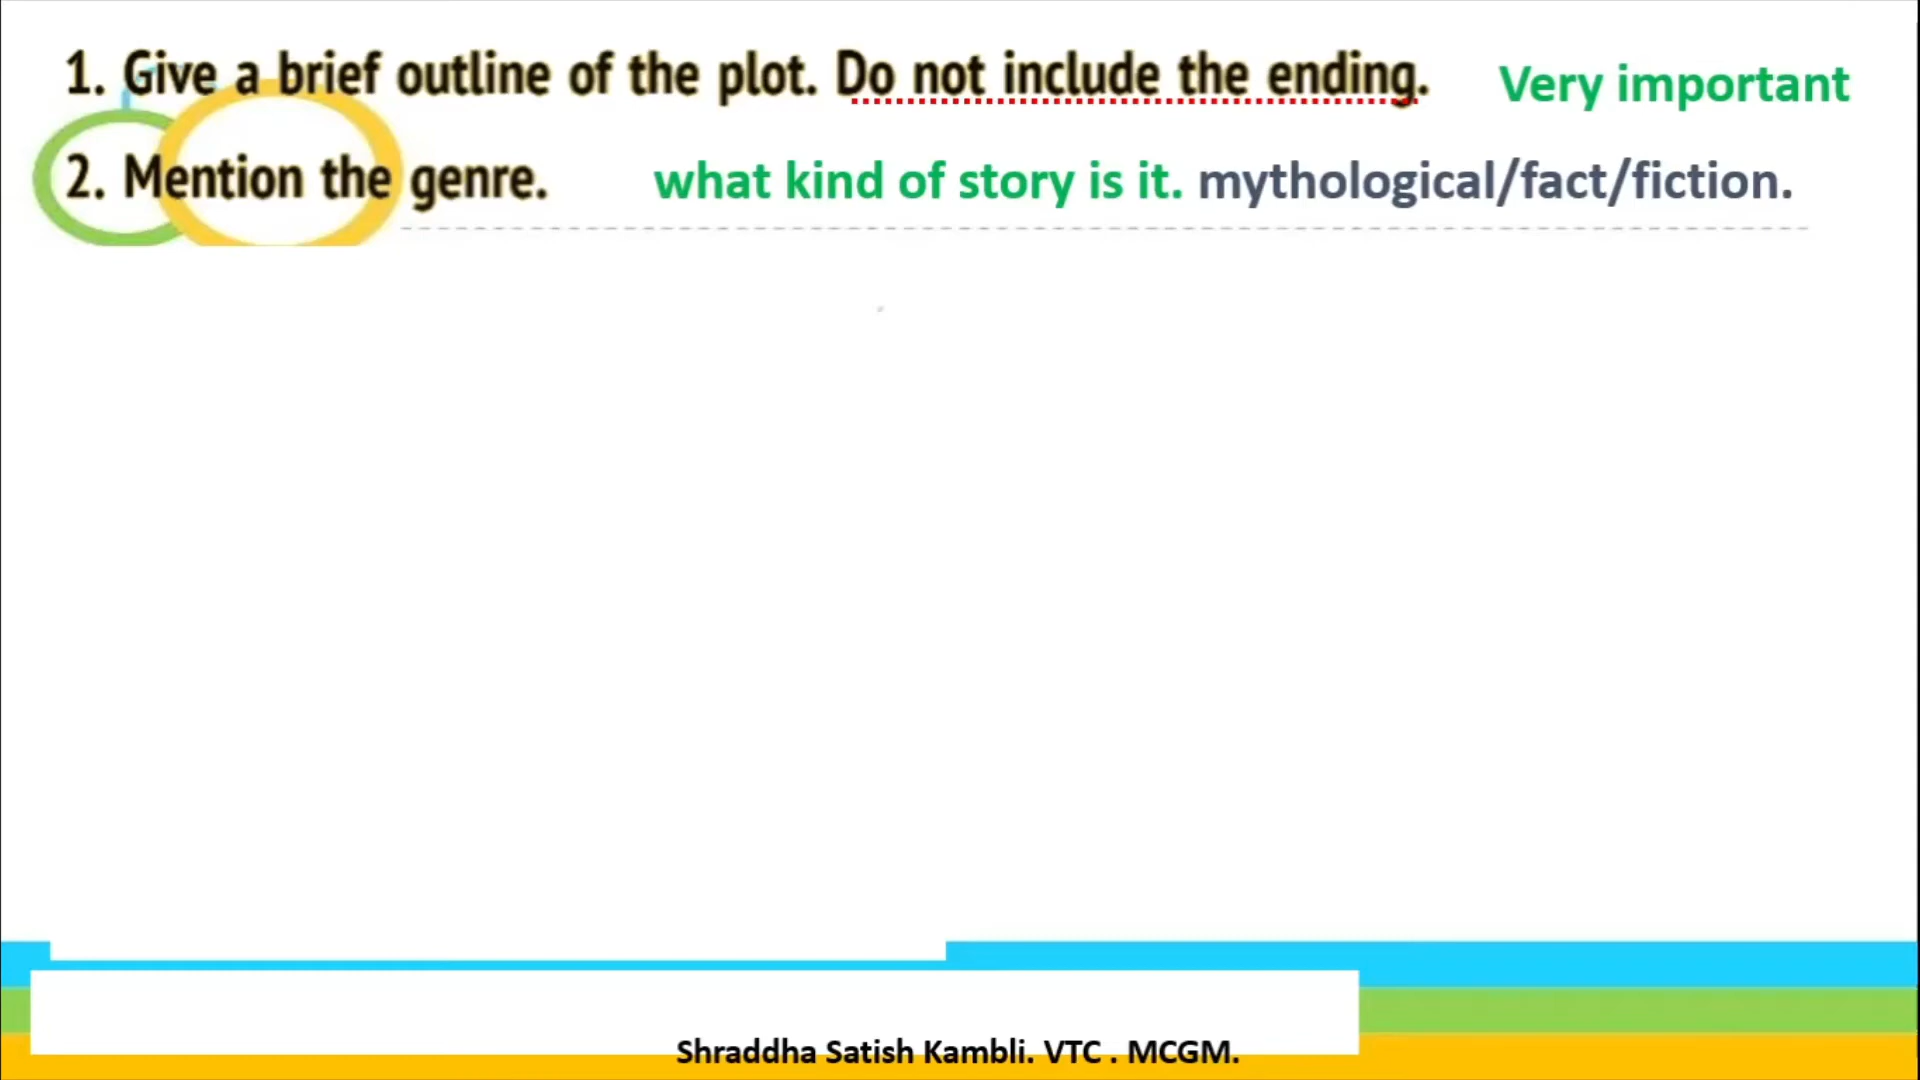 1. Give a brief outline of the plot. Do not include the ending. Very important
2. Mention the genre. what kind of story is it. mythological/fact/fiction.
Shraddha Satish Kambli. VTC . MCGM.